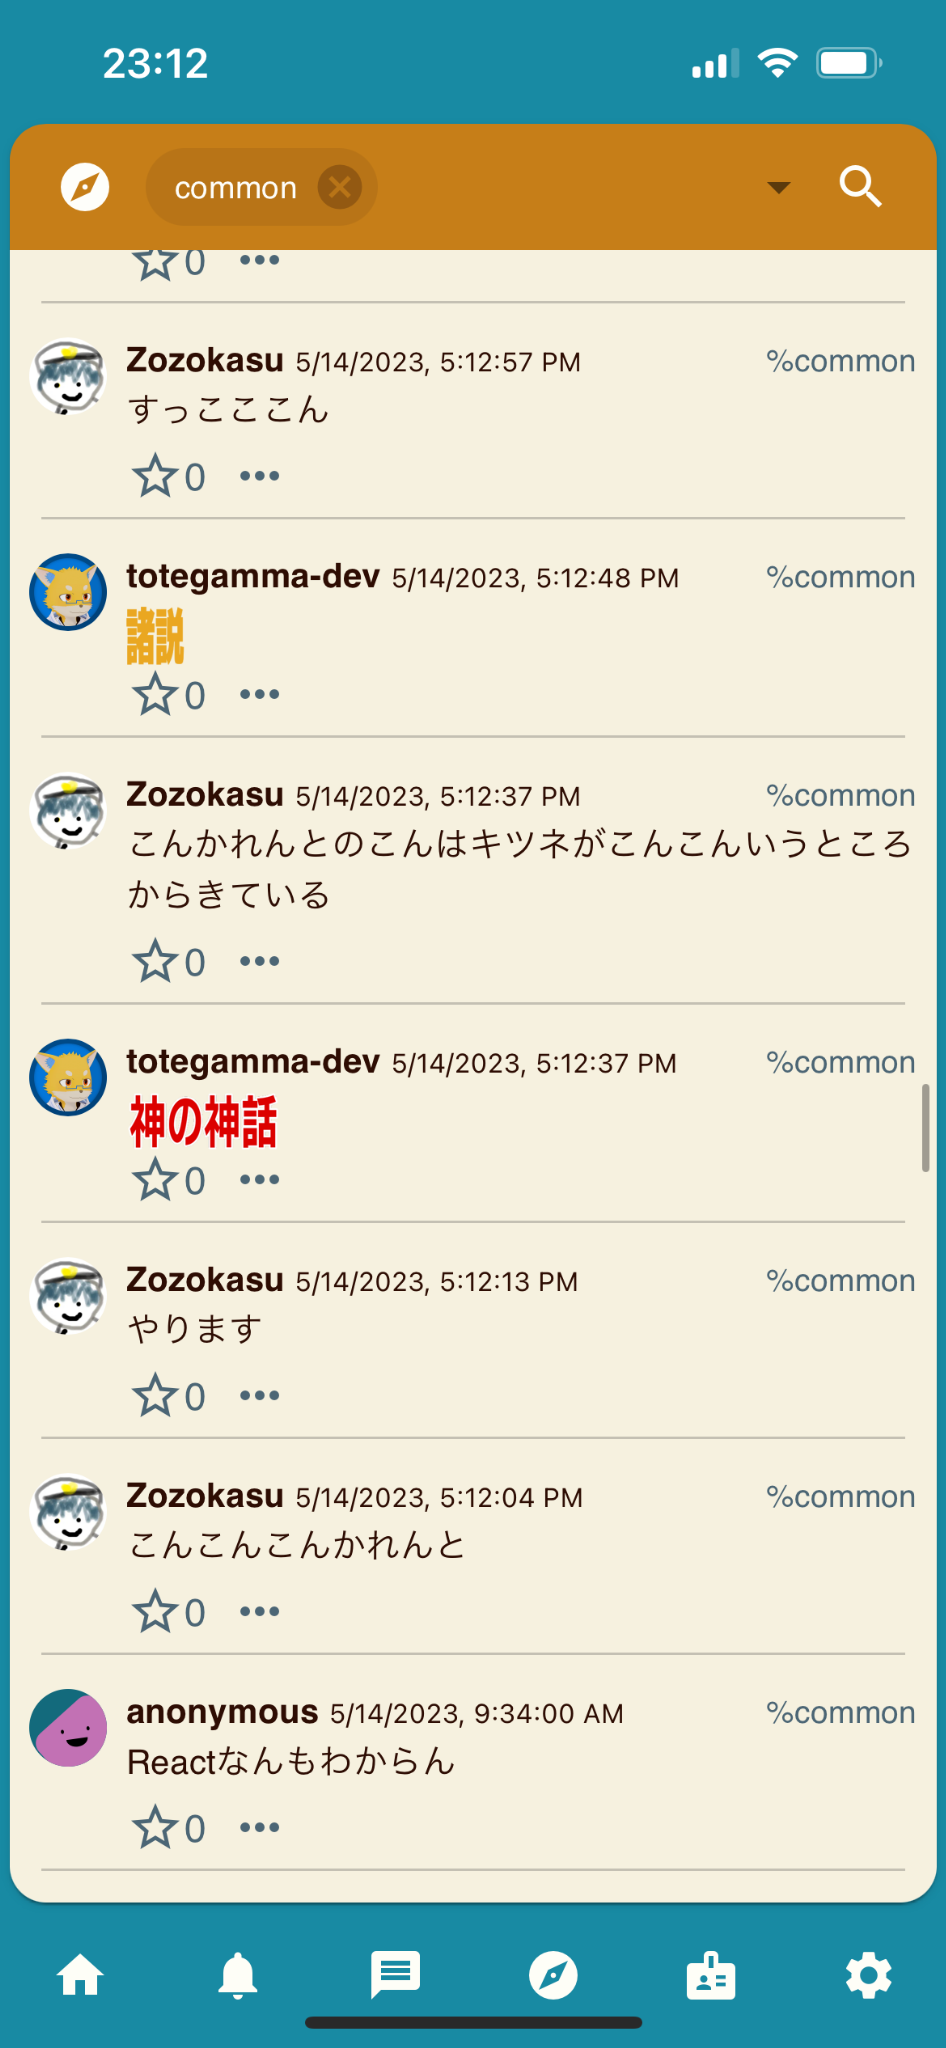 23:12
common
0
Zozokasu 5/14/2023, 5:12:57 PM %common
すっこここん
0
totegamma-dev 5/14/2023, 5:12:48 PM %common
諸説
0
Zozokasu 5/14/2023, 5:12:37 PM %common
こんかれんとのこんはキツネがこんこんいうところ
からきている
0
totegamma-dev 5/14/2023, 5:12:37 PM %common
神の神話
0
Zozokasu 5/14/2023, 5:12:13 PM %common
やります
0
Zozokasu 5/14/2023, 5:12:04 PM %common
こんこんこんかれんと
0
anonymous 5/14/2023, 9:34:00 AM %common
Reactなんもわからん
0